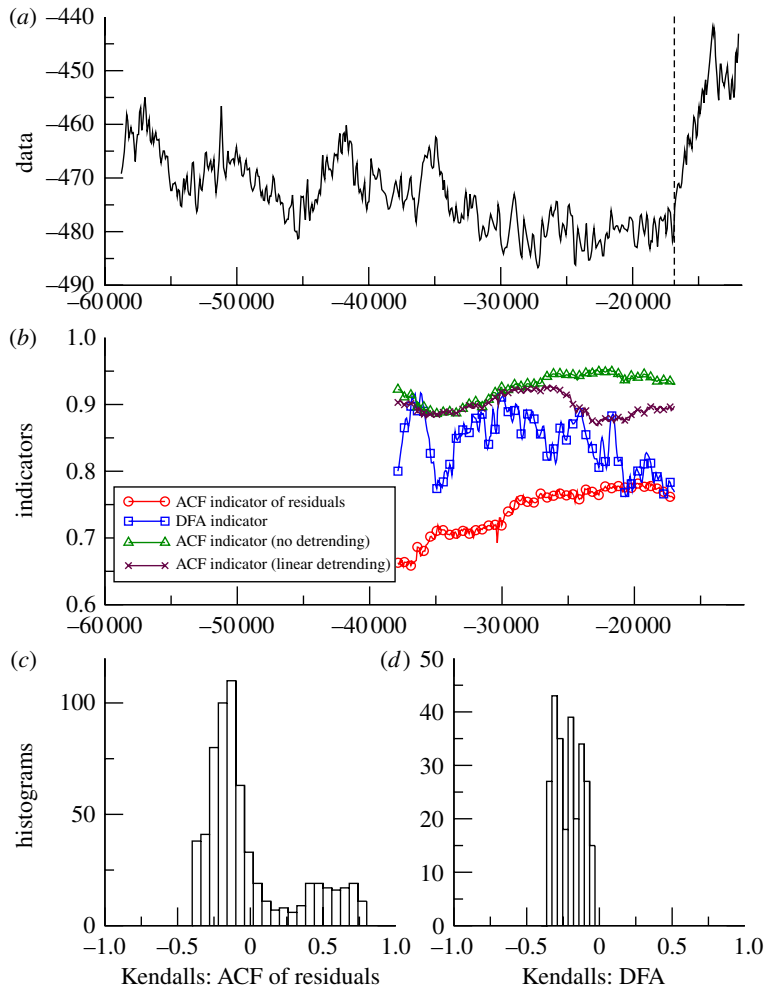 (a)
−440
−450
−460
−470
−480
−490
data
−60 000 −50 000 −40 000 −30 000 −20 000
(b)
1.0
0.9
0.8
0.7
0.6
indicators
ACF indicator of residuals
DFA indicator
ACF indicator (no detrending)
ACF indicator (linear detrending)
−60 000 −50 000 −40 000 −30 000 −20 000
(c)
100
50
0
histograms
−1.0 −0.5 0 0.5 1.0
Kendalls: ACF of residuals
(d)
50
40
30
20
10
0
−1.0 −0.5 0 0.5 1.0
Kendalls: DFA